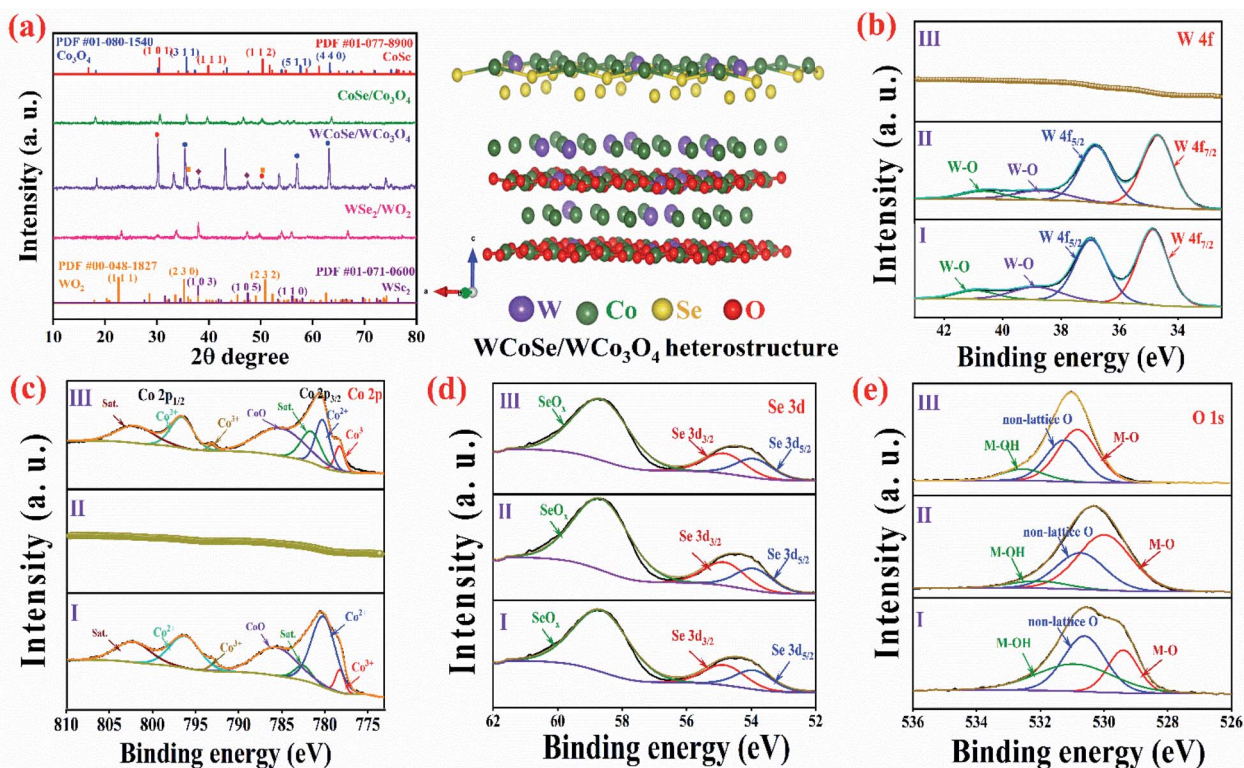 (a)
Intensity (a. u.)
PDF #01-080-1540 PDF #01-077-8900
Co₃O₄ (1 0 1) (3 1 1) (1 1 1) (1 1 2) (5 1 1) (4 4 0) CoSe
CoSe/Co₃O₄
WCoSe/WCo₃O₄
WSe₂/WO₂
PDF #00-048-1827 PDF #01-071-0600
WO₂ (1 1 1) (2 3 0) (1 0 3) (1 0 5) (2 3 2) (1 1 0) WSe₂
10 20 30 40 50 60 70 80
2θ degree
c
a
W Co Se O
WCoSe/WCo₃O₄ heterostructure
(b)
Intensity (a. u.)
III W 4f
II W-O W-O W 4f5/2 W 4f7/2
I W-O W-O W 4f5/2 W 4f7/2
42 40 38 36 34
Binding energy (eV)
(c)
Intensity (a. u.)
III Co 2p1/2 Co 2p3/2 Co 2p
Sat. Co²⁺ Co³⁺ CoO Sat. Co²⁺ Co³
II
I
Sat. Co²⁺ Co³⁺ CoO Sat. Co²⁺ Co³⁺
810 805 800 795 790 785 780 775
Binding energy (eV)
(d)
Intensity (a. u.)
III Se 3d
SeOₓ Se 3d3/2 Se 3d5/2
II
SeOₓ Se 3d3/2 Se 3d5/2
I
SeOₓ Se 3d3/2 Se 3d5/2
62 60 58 56 54 52
Binding energy (eV)
(e)
Intensity (a. u.)
III O 1s
non-lattice O
M-OH M-O
II
non-lattice O
M-OH M-O
I
non-lattice O
M-OH M-O
536 534 532 530 528 526
Binding energy (eV)